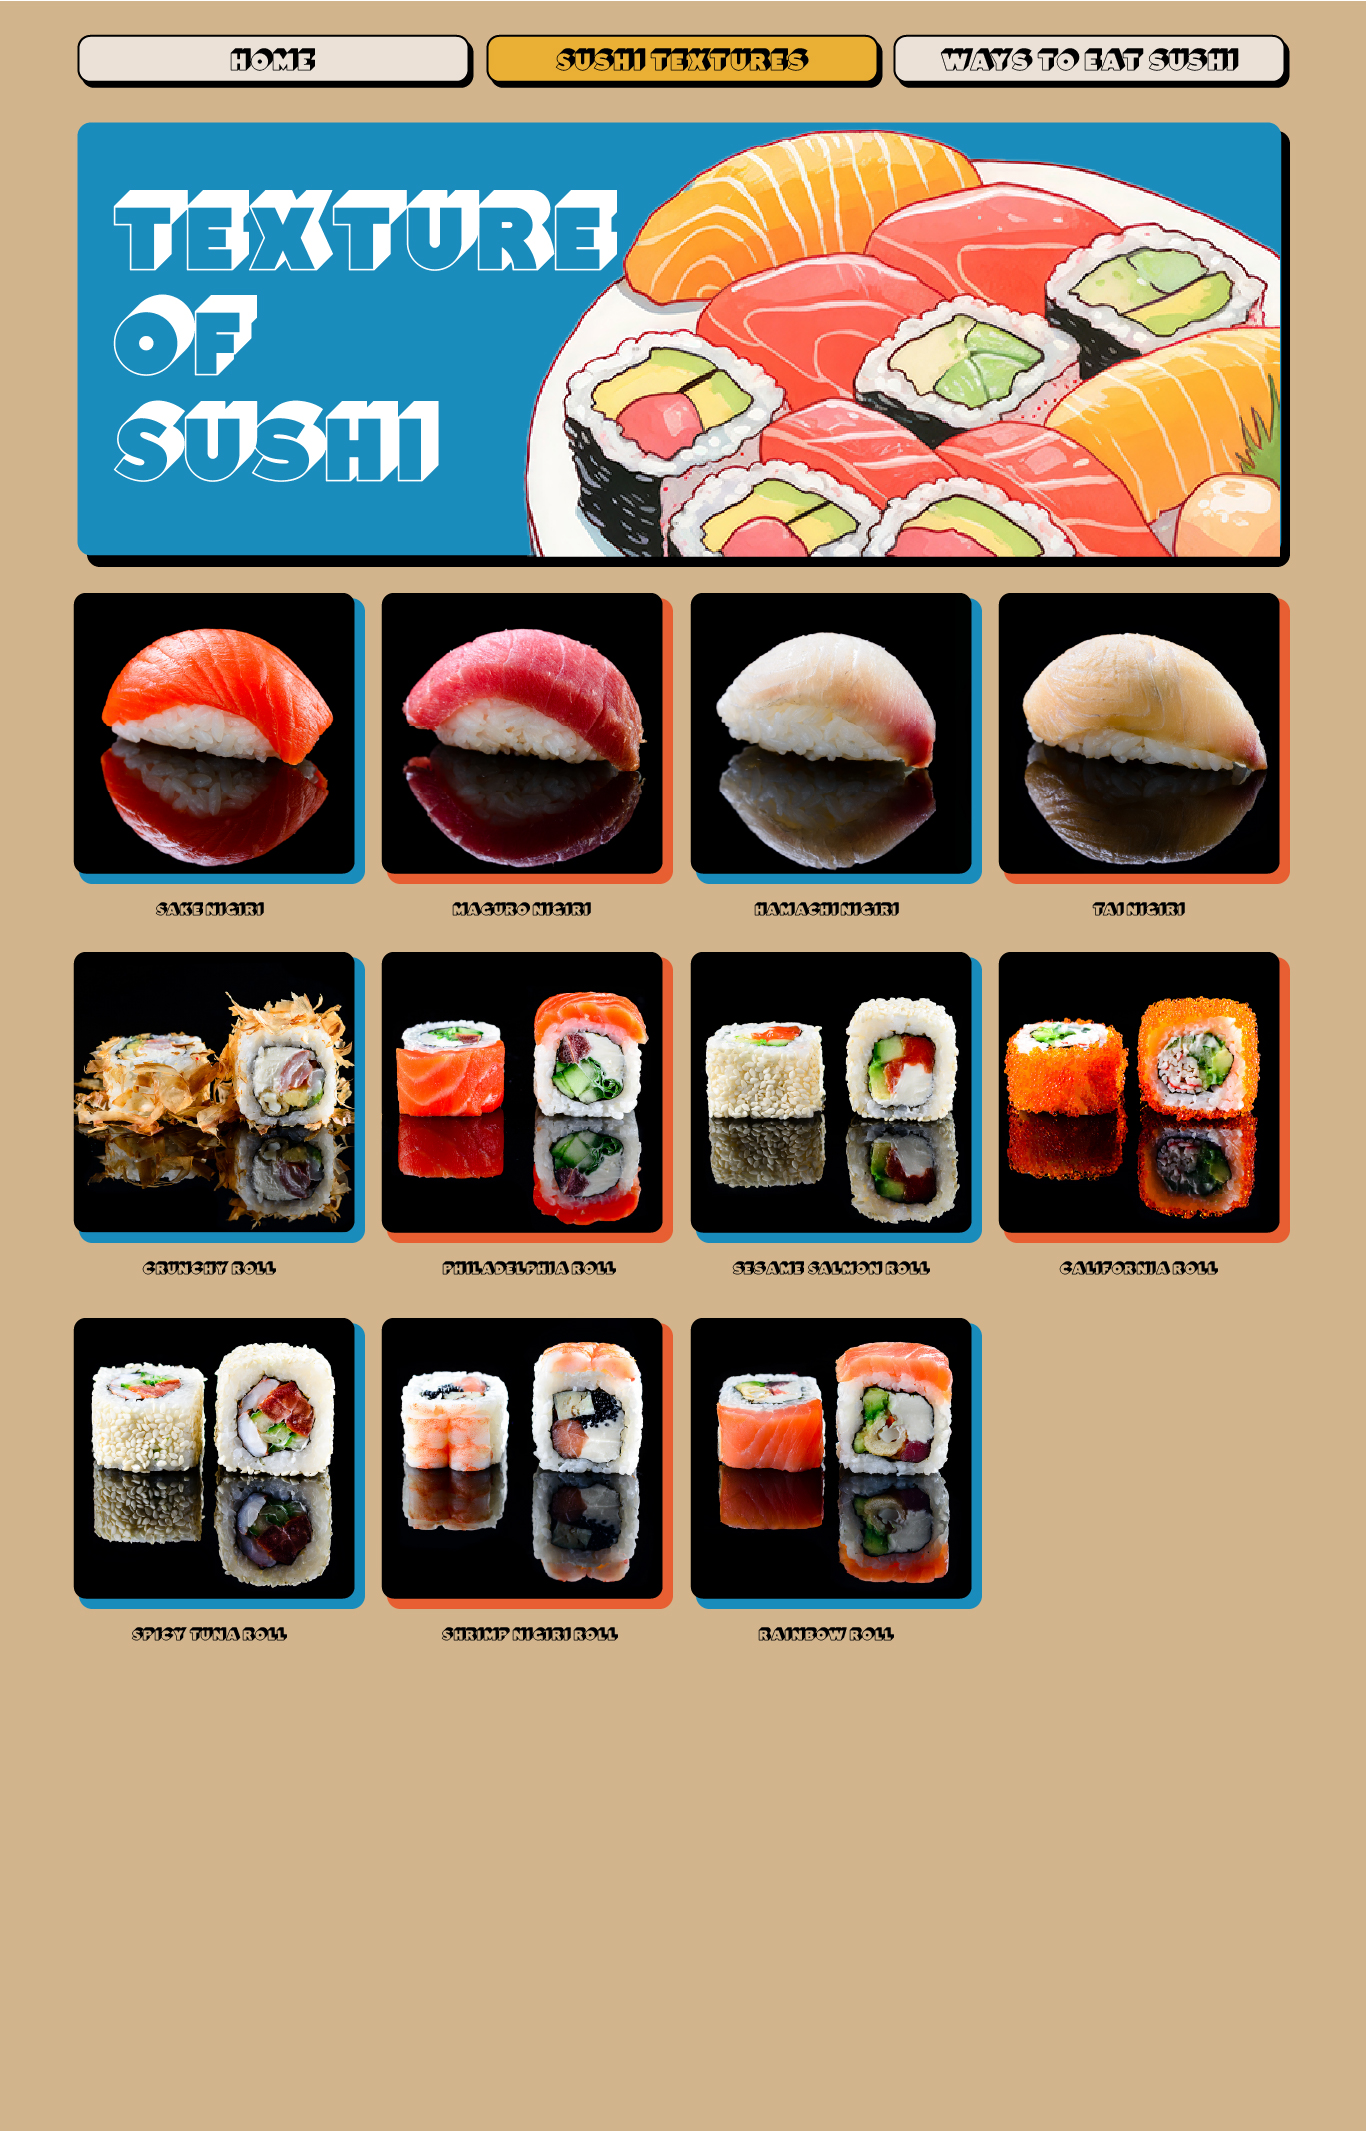 HOME
SUSHI TEXTURES
WAYS TO EAT SUSHI
TEXTURE
OF
SUSHI
SAKE NIGIRI
MAGURO NIGIRI
HAMACHI NIGIRI
TAI NIGIRI
CRUNCHY ROLL
PHILADELPHIA ROLL
SESAME SALMON ROLL
CALIFORNIA ROLL
SPICY TUNA ROLL
SHRIMP NIGIRI ROLL
RAINBOW ROLL